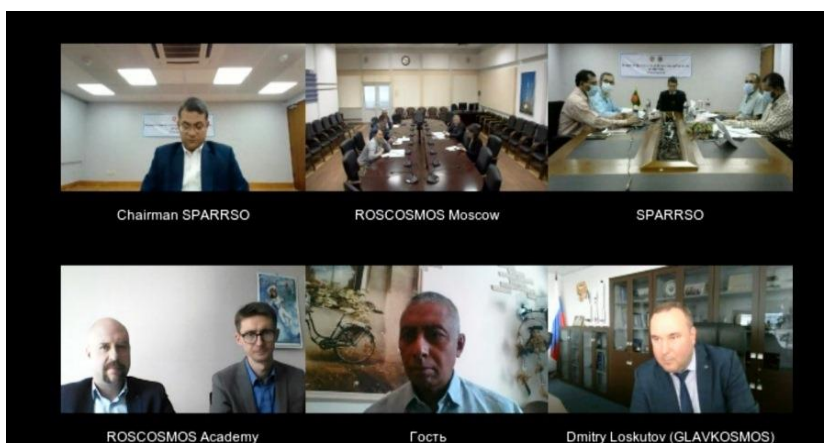 Chairman SPARRSO
ROSCOSMOS Moscow
SPARRSO
ROSCOSMOS Academy
Гость
Dmitry Loskutov (GLAVKOSMOS)